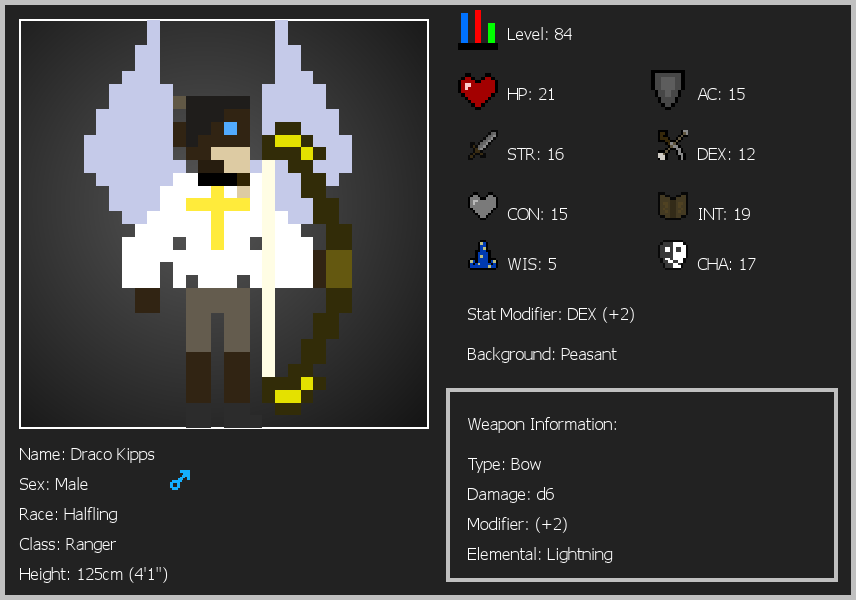 Level: 84
HP: 21
AC: 15
STR: 16
DEX: 12
CON: 15
INT: 19
WIS: 5
CHA: 17
Stat Modifier: DEX (+2)
Background: Peasant
Weapon Information:
Type: Bow
Damage: d6
Modifier: (+2)
Elemental: Lightning
Name: Draco Kipps
Sex: Male
Race: Halfling
Class: Ranger
Height: 125cm (4'1")